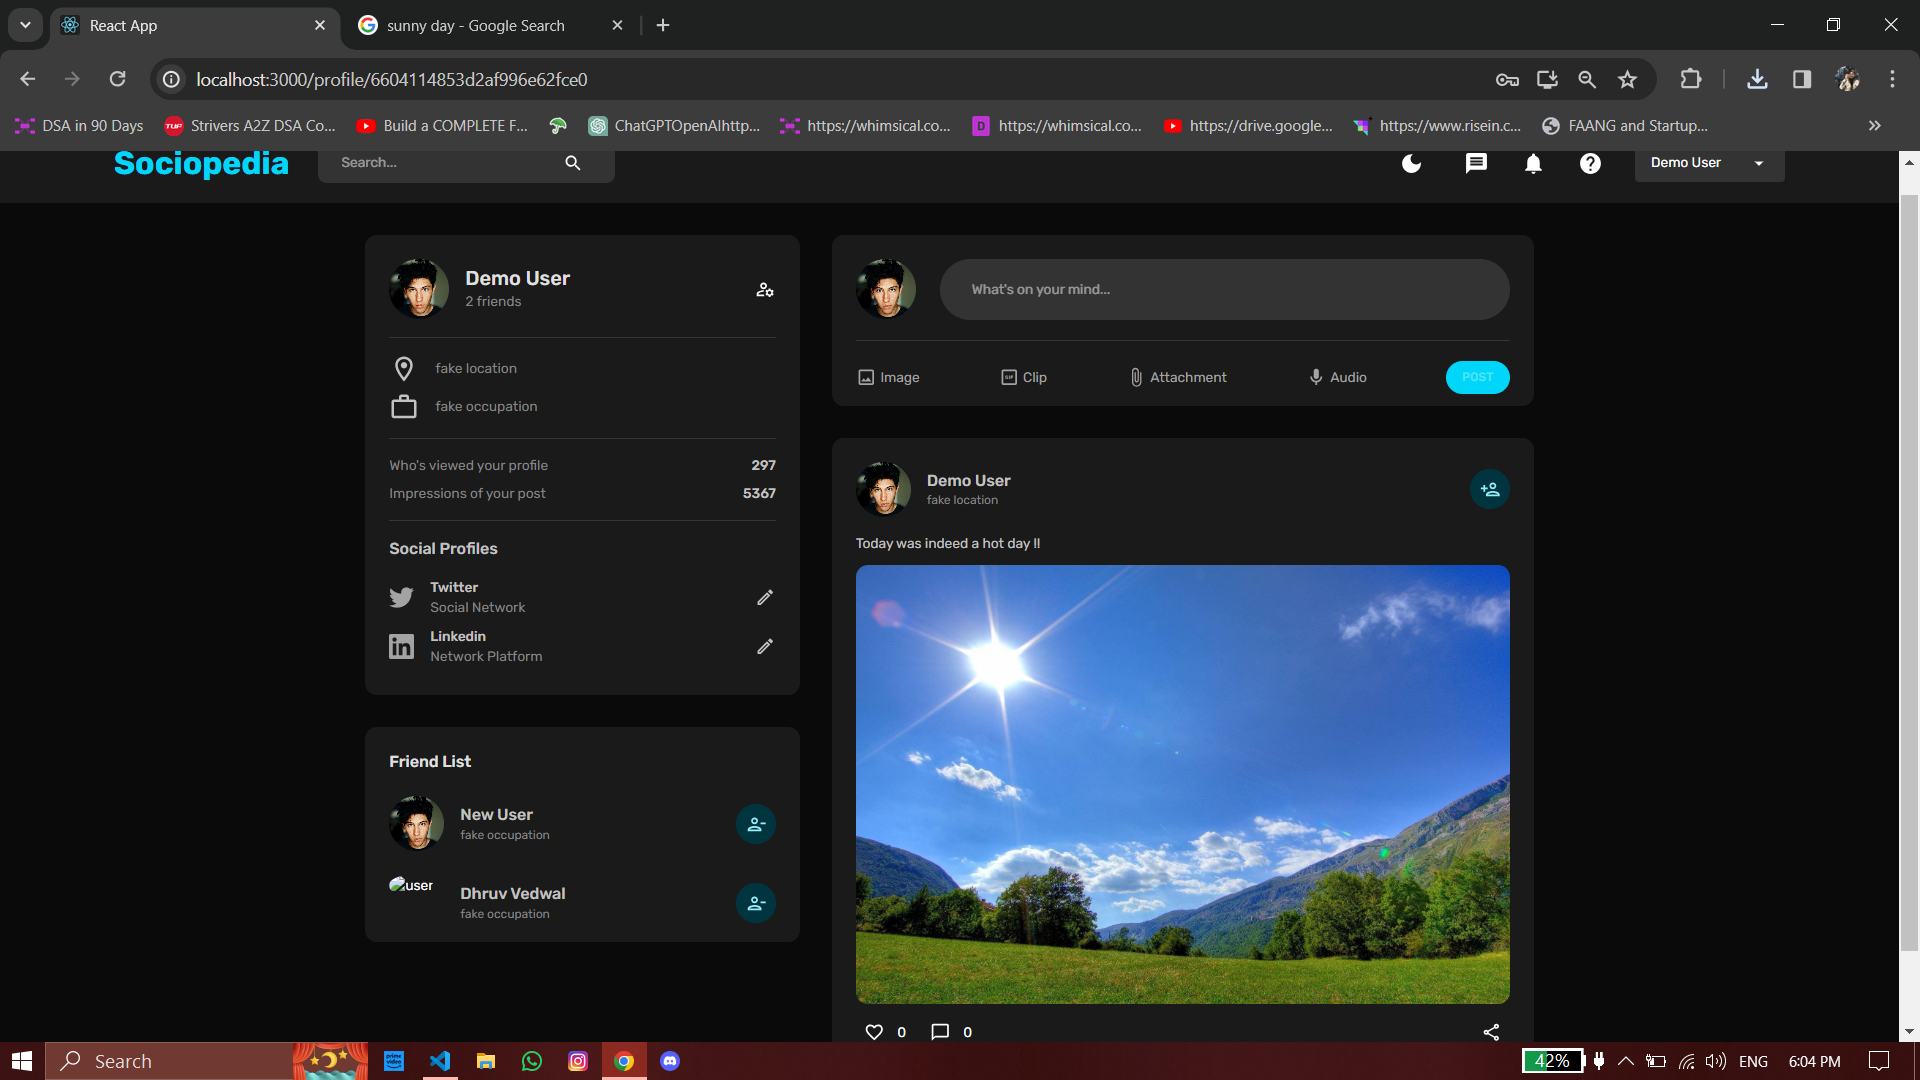 React App
sunny day - Google Search
localhost:3000/profile/6604114853d2af996e62fce0
DSA in 90 Days
Strivers A2Z DSA Co...
Build a COMPLETE F...
ChatGPTOpenAIhttp...
https://whimsical.co...
https://whimsical.co...
https://drive.google...
https://www.risein.c...
FAANG and Startup...
Sociopedia
Search...
Demo User
Demo User
2 friends
fake location
fake occupation
Who's viewed your profile 297
Impressions of your post 5367
Social Profiles
Twitter
Social Network
Linkedin
Network Platform
Friend List
New User
fake occupation
user
Dhruv Vedwal
fake occupation
What's on your mind...
Image
Clip
Attachment
Audio
POST
Demo User
fake location
Today was indeed a hot day !!
0
0
Search
prime video
42%
ENG
6:04 PM